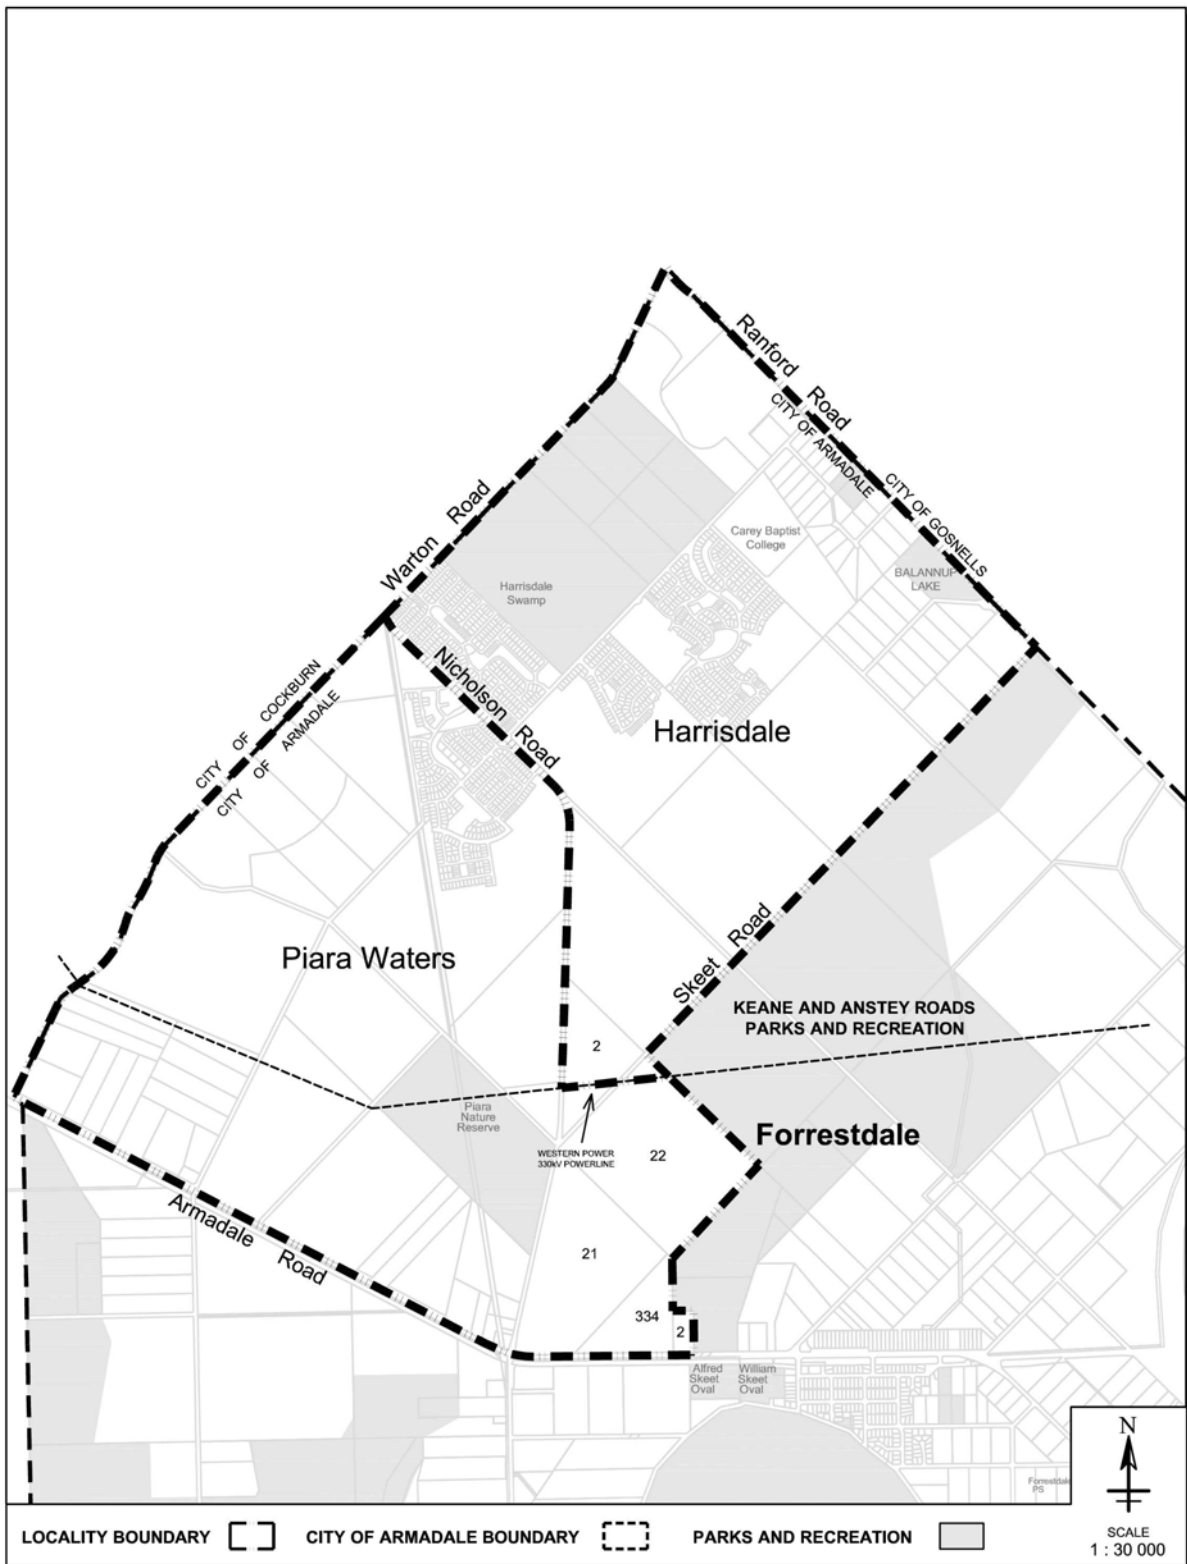 Ranford Road
CITY OF ARMADALE
CITY OF GOSNELLS
Warton Road
Carey Baptist
College
BALANNUP
LAKE
Harrisdale
Swamp
CITY OF COCKBURN
CITY OF ARMADALE
Nicholson Road
Harrisdale
Piara Waters
Skeet Road
KEANE AND ANSTEY ROADS
PARKS AND RECREATION
2
Piara
Nature
Reserve
WESTERN POWER
330kV POWERLINE
22
Forrestdale
Armadale Road
21
334
2
Alfred
Skeet
Oval
William
Skeet
Oval
Forrestdale
PS
N
SCALE
1 : 30 000
LOCALITY BOUNDARY
CITY OF ARMADALE BOUNDARY
PARKS AND RECREATION